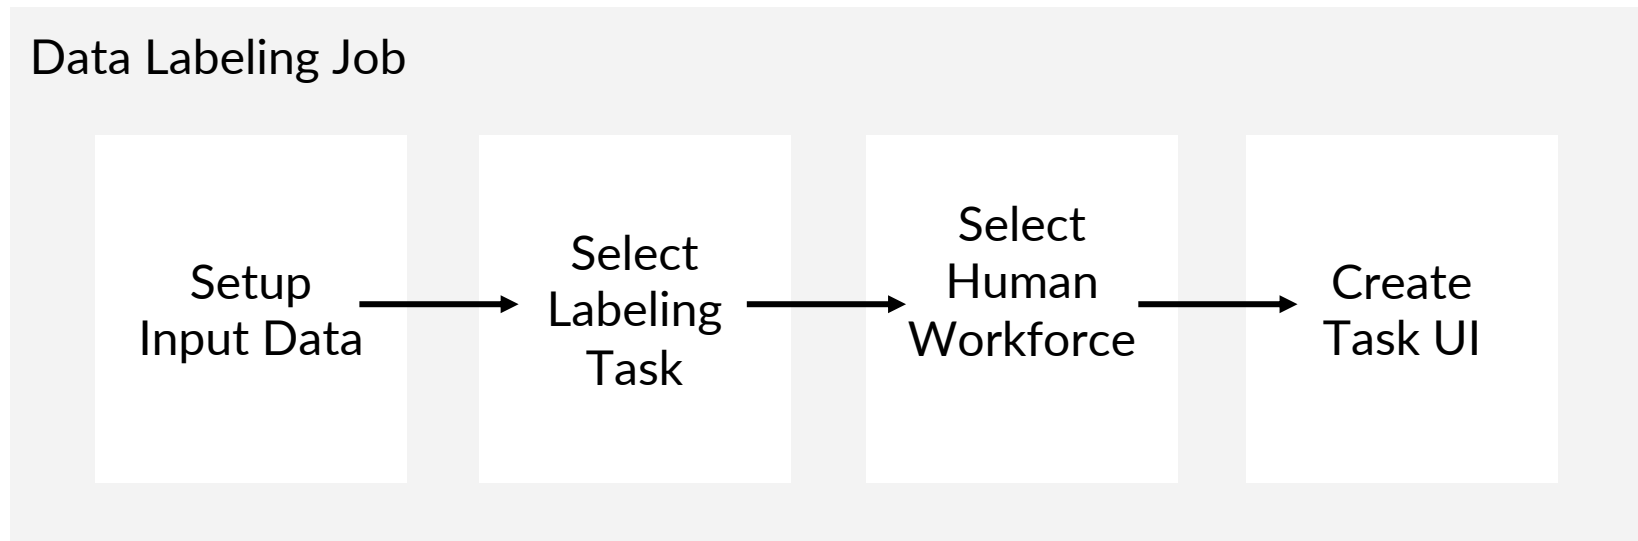 Data Labeling Job
Setup
Input Data
Select
Labeling
Task
Select
Human
Workforce
Create
Task UI